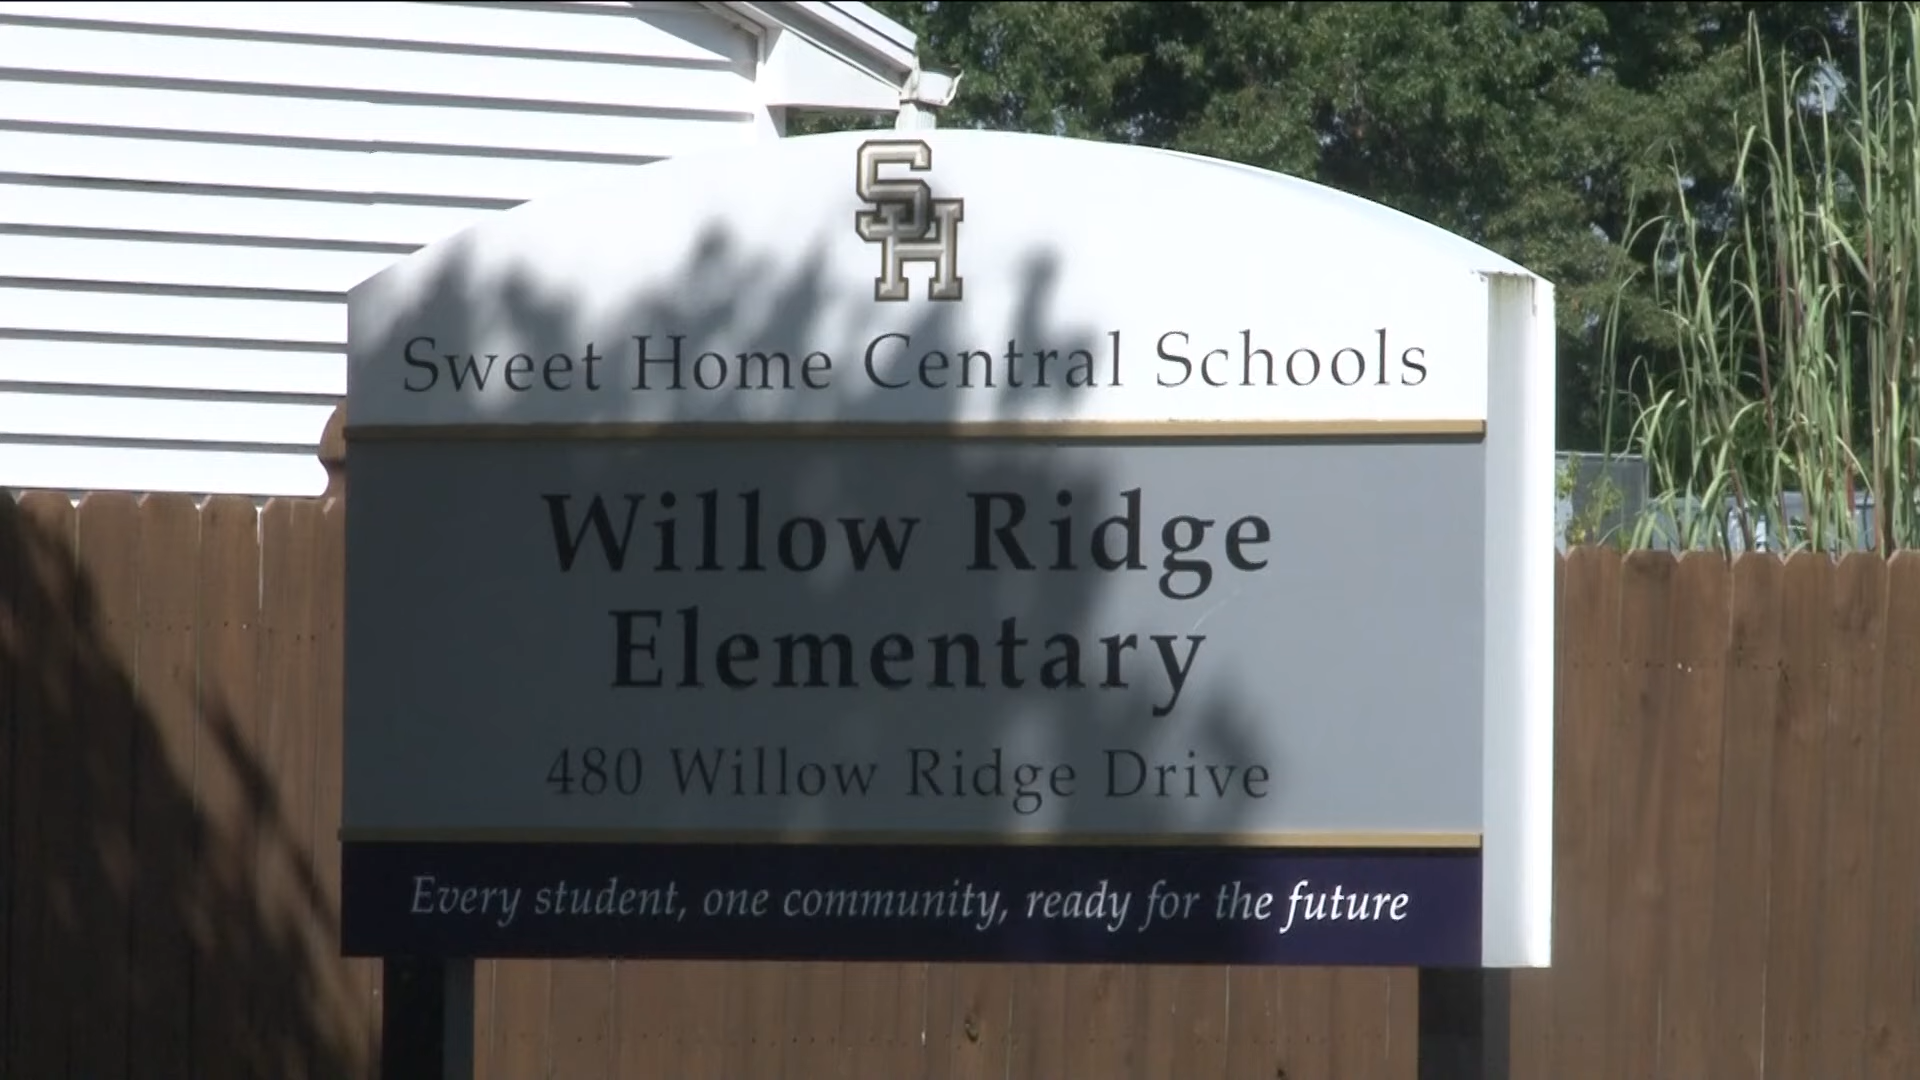 SH
Sweet Home Central Schools
Willow Ridge
Elementary
480 Willow Ridge Drive
Every student, one community, ready for the future